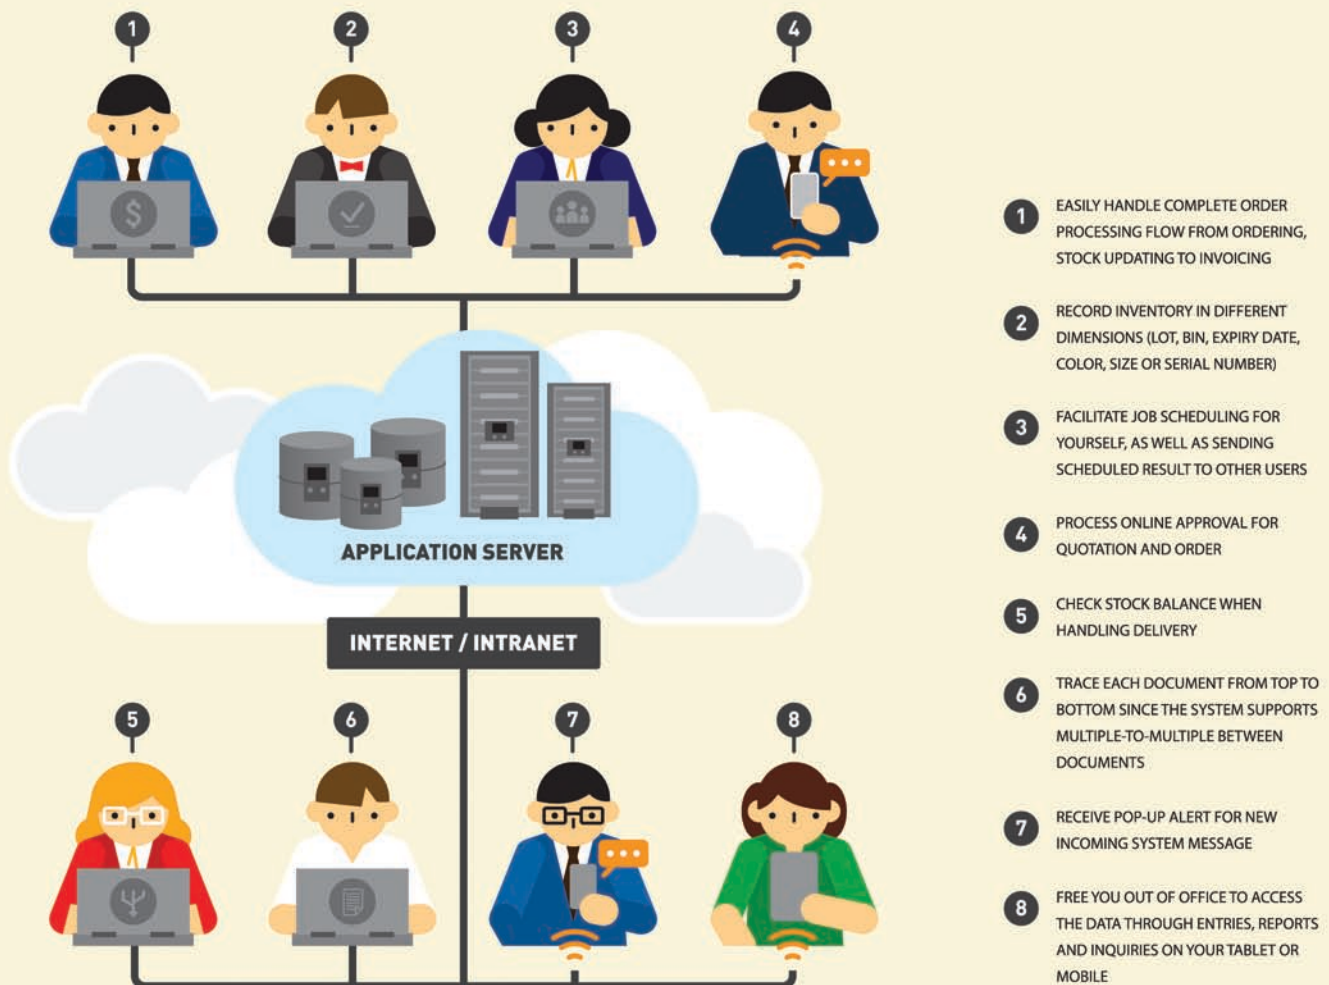 1
2
3
4
$
APPLICATION SERVER
INTERNET / INTRANET
5
6
7
8
1
EASILY HANDLE COMPLETE ORDER
PROCESSING FLOW FROM ORDERING,
STOCK UPDATING TO INVOICING
2
RECORD INVENTORY IN DIFFERENT
DIMENSIONS (LOT, BIN, EXPIRY DATE,
COLOR, SIZE OR SERIAL NUMBER)
3
FACILITATE JOB SCHEDULING FOR
YOURSELF, AS WELL AS SENDING
SCHEDULED RESULT TO OTHER USERS
4
PROCESS ONLINE APPROVAL FOR
QUOTATION AND ORDER
5
CHECK STOCK BALANCE WHEN
HANDLING DELIVERY
6
TRACE EACH DOCUMENT FROM TOP TO
BOTTOM SINCE THE SYSTEM SUPPORTS
MULTIPLE-TO-MULTIPLE BETWEEN
DOCUMENTS
7
RECEIVE POP-UP ALERT FOR NEW
INCOMING SYSTEM MESSAGE
8
FREE YOU OUT OF OFFICE TO ACCESS
THE DATA THROUGH ENTRIES, REPORTS
AND INQUIRIES ON YOUR TABLET OR
MOBILE